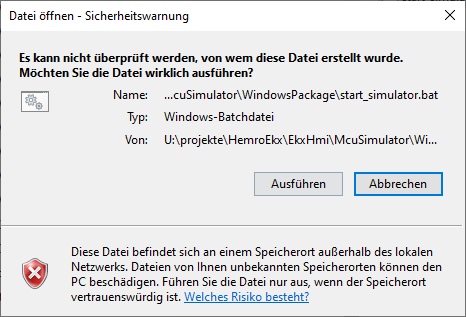 Datei öffnen - Sicherheitswarnung
Es kann nicht überprüft werden, von wem diese Datei erstellt wurde.
Möchten Sie die Datei wirklich ausführen?
Name: ...cuSimulator\WindowsPackage\start_simulator.bat
Typ: Windows-Batchdatei
Von: U:\projekte\HemroEkx\EkxHmi\McuSimulator\Wi...
Ausführen Abbrechen
Diese Datei befindet sich an einem Speicherort außerhalb des lokalen
Netzwerks. Dateien von Ihnen unbekannten Speicherorten können den
PC beschädigen. Führen Sie die Datei nur aus, wenn der Speicherort
vertrauenswürdig ist. Welches Risiko besteht?